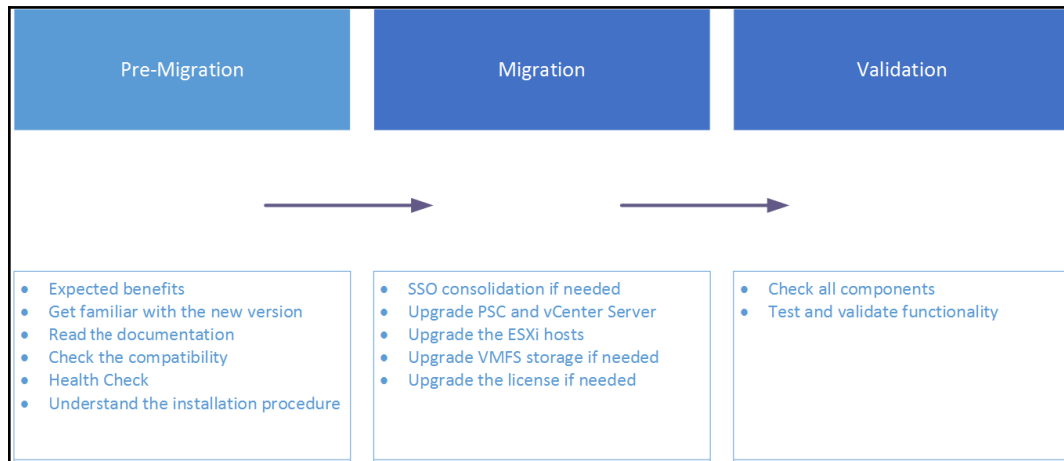 Pre-Migration
Migration
Validation
Expected benefits
Get familiar with the new version
Read the documentation
Check the compatibility
Health Check
Understand the installation procedure
SSO consolidation if needed
Upgrade PSC and vCenter Server
Upgrade the ESXi hosts
Upgrade VMFS storage if needed
Upgrade the license if needed
Check all components
Test and validate functionality